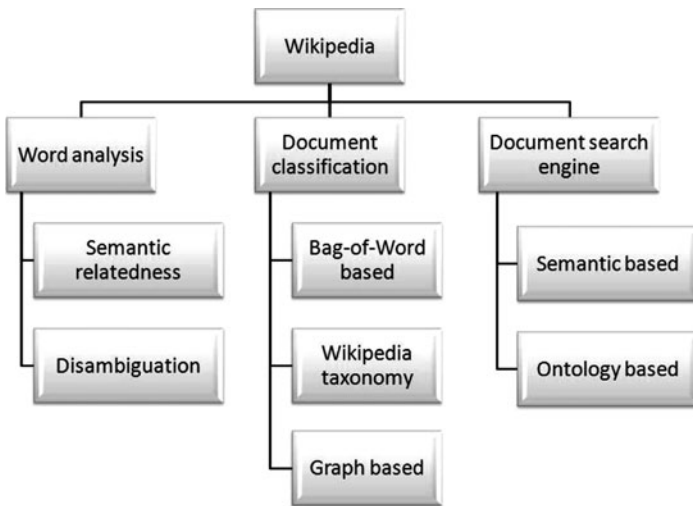 Wikipedia
Word analysis
Document
classification
Document search
engine
Semantic
relatedness
Disambiguation
Bag-of-Word
based
Wikipedia
taxonomy
Graph based
Semantic based
Ontology based